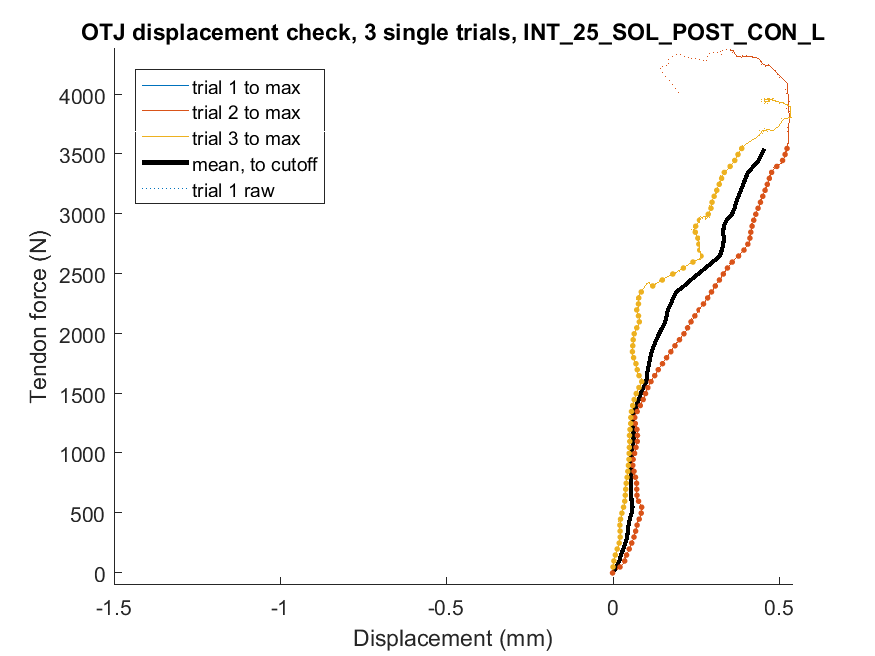 OTJ displacement check, 3 single trials, INT_25_SOL_POST_CON_L
trial 1 to max
trial 2 to max
trial 3 to max
mean, to cutoff
trial 1 raw
Tendon force (N)
4000
3500
3000
2500
2000
1500
1000
500
0
-1.5
-1
-0.5
0
0.5
Displacement (mm)